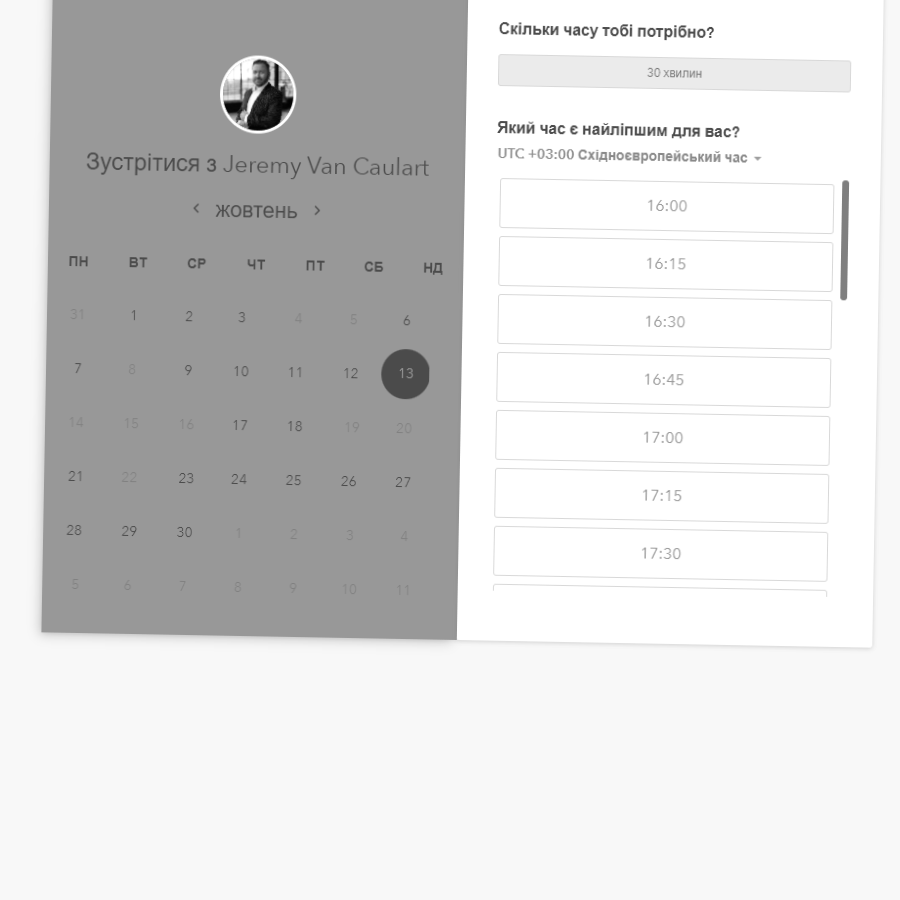 Зустрітися з Jeremy Van Caulart
жовтень
ПН ВТ СР ЧТ ПТ СБ НД
31 1 2 3 4 5 6
7 8 9 10 11 12 13
14 15 16 17 18 19 20
21 22 23 24 25 26 27
28 29 30 1 2 3 4
5 6 7 8 9 10 11
Скільки часу тобі потрібно?
30 хвилин
Який час є найліпшим для вас?
UTC +03:00 Східноєвропейський час
16:00
16:15
16:30
16:45
17:00
17:15
17:30